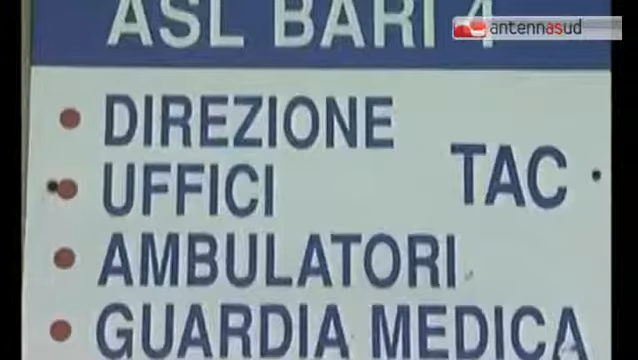 ASL BARI 4
antennasud
DIREZIONE
TAC
UFFICI
AMBULATORI
GUARDIA MEDICA